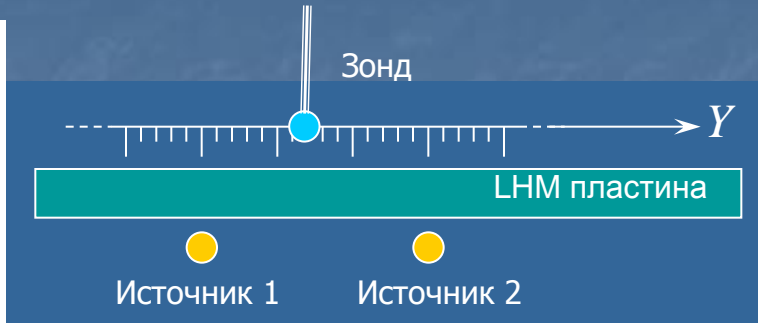 Зонд
Y
LHM пластина
Источник 1
Источник 2